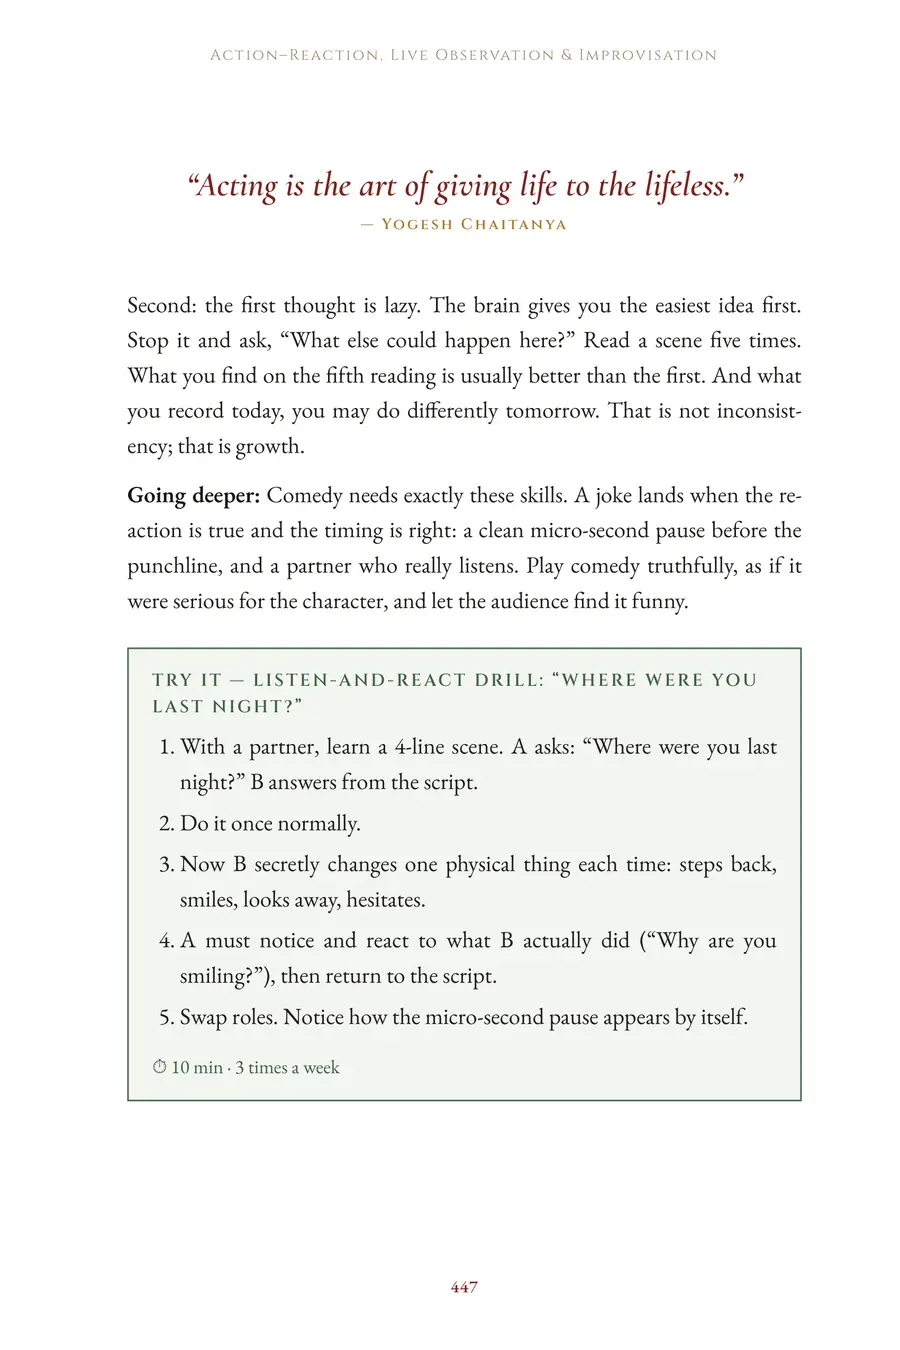 Action–Reaction, Live Observation & Improvisation
“Acting is the art of giving life to the lifeless.”
— Yogesh Chaitanya
Second: the first thought is lazy. The brain gives you the easiest idea first.
Stop it and ask, “What else could happen here?” Read a scene five times.
What you find on the fifth reading is usually better than the first. And what
you record today, you may do differently tomorrow. That is not inconsist-
ency; that is growth.
Going deeper: Comedy needs exactly these skills. A joke lands when the re-
action is true and the timing is right: a clean micro-second pause before the
punchline, and a partner who really listens. Play comedy truthfully, as if it
were serious for the character, and let the audience find it funny.
TRY IT — LISTEN-AND-REACT DRILL: “WHERE WERE YOU
LAST NIGHT?”
1. With a partner, learn a 4-line scene. A asks: “Where were you last
night?” B answers from the script.
2. Do it once normally.
3. Now B secretly changes one physical thing each time: steps back,
smiles, looks away, hesitates.
4. A must notice and react to what B actually did (“Why are you
smiling?”), then return to the script.
5. Swap roles. Notice how the micro-second pause appears by itself.
⏱ 10 min · 3 times a week
447